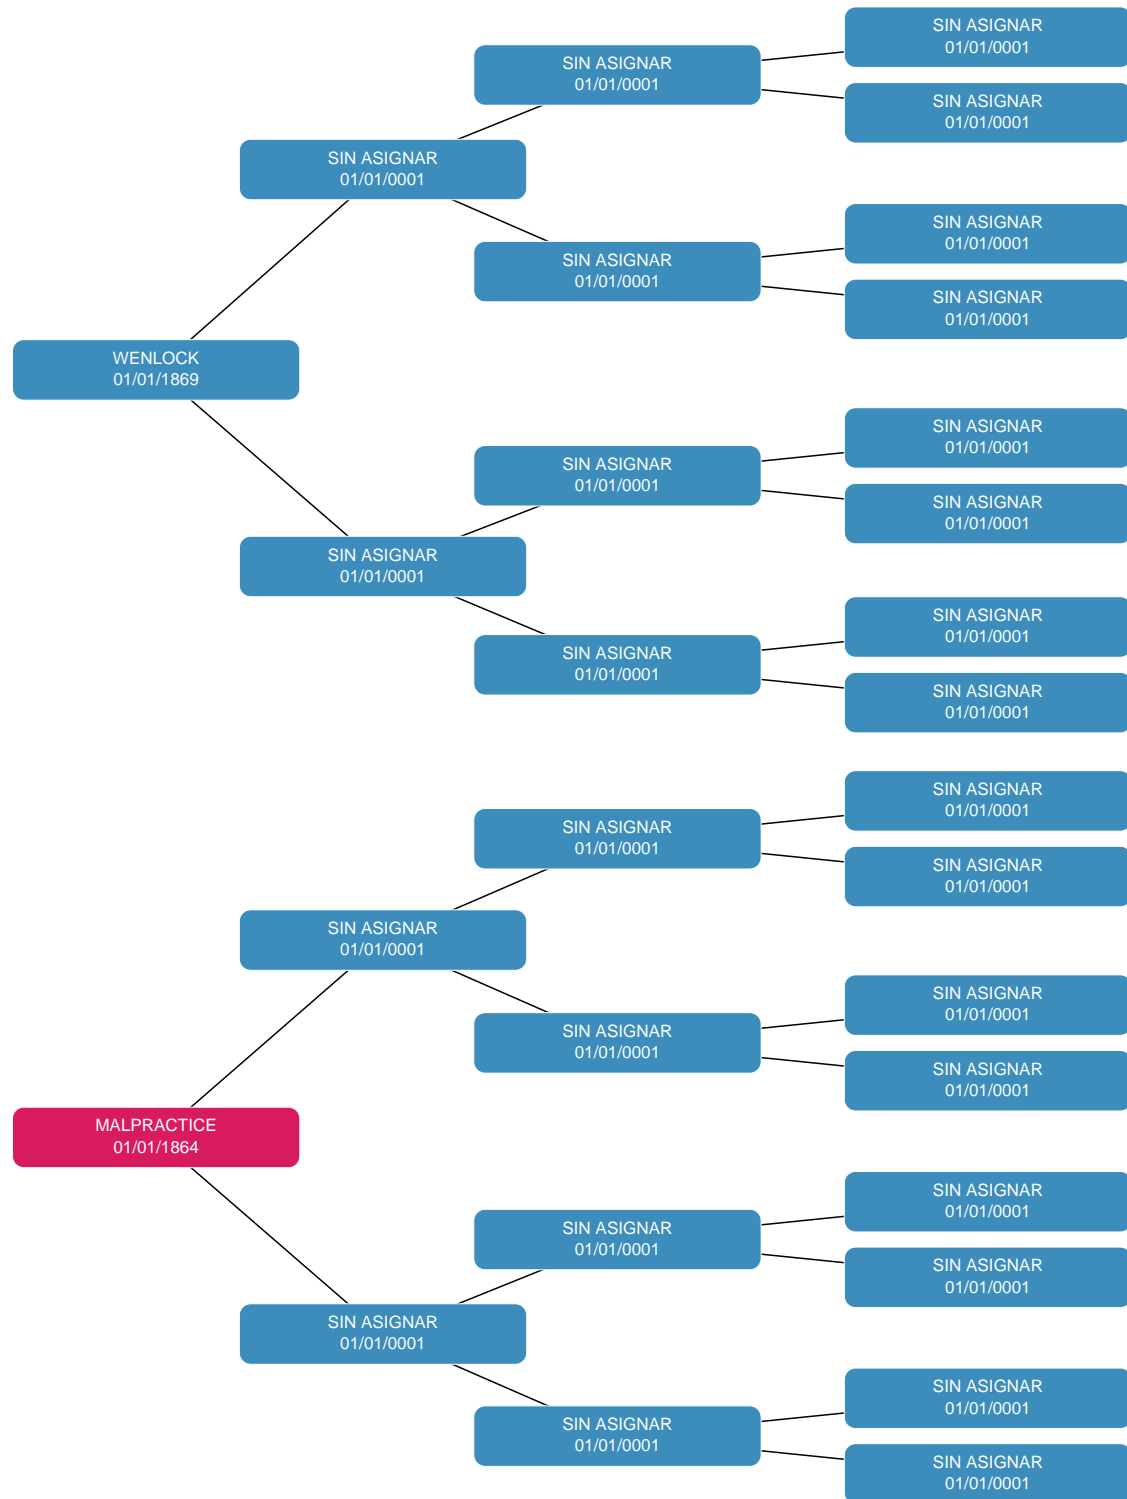 SIN ASIGNAR
01/01/0001
SIN ASIGNAR
01/01/0001
SIN ASIGNAR
01/01/0001
SIN ASIGNAR
01/01/0001
SIN ASIGNAR
01/01/0001
SIN ASIGNAR
01/01/0001
SIN ASIGNAR
01/01/0001
WENLOCK
01/01/1869
SIN ASIGNAR
01/01/0001
SIN ASIGNAR
01/01/0001
SIN ASIGNAR
01/01/0001
SIN ASIGNAR
01/01/0001
SIN ASIGNAR
01/01/0001
SIN ASIGNAR
01/01/0001
SIN ASIGNAR
01/01/0001
SIN ASIGNAR
01/01/0001
SIN ASIGNAR
01/01/0001
SIN ASIGNAR
01/01/0001
SIN ASIGNAR
01/01/0001
SIN ASIGNAR
01/01/0001
SIN ASIGNAR
01/01/0001
SIN ASIGNAR
01/01/0001
MALPRACTICE
01/01/1864
SIN ASIGNAR
01/01/0001
SIN ASIGNAR
01/01/0001
SIN ASIGNAR
01/01/0001
SIN ASIGNAR
01/01/0001
SIN ASIGNAR
01/01/0001
SIN ASIGNAR
01/01/0001
SIN ASIGNAR
01/01/0001